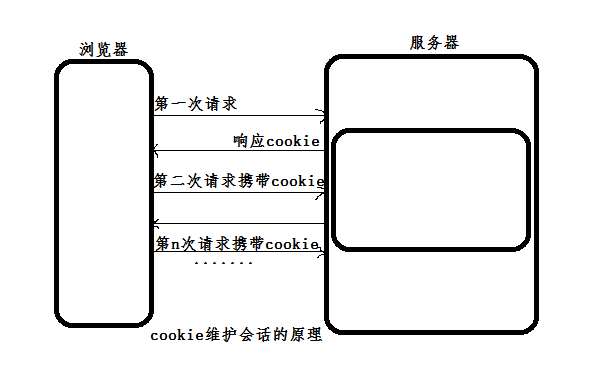 浏览器
服务器
第一次请求
响应cookie
第二次请求携带cookie
第n次请求携带cookie
.......
cookie维护会话的原理